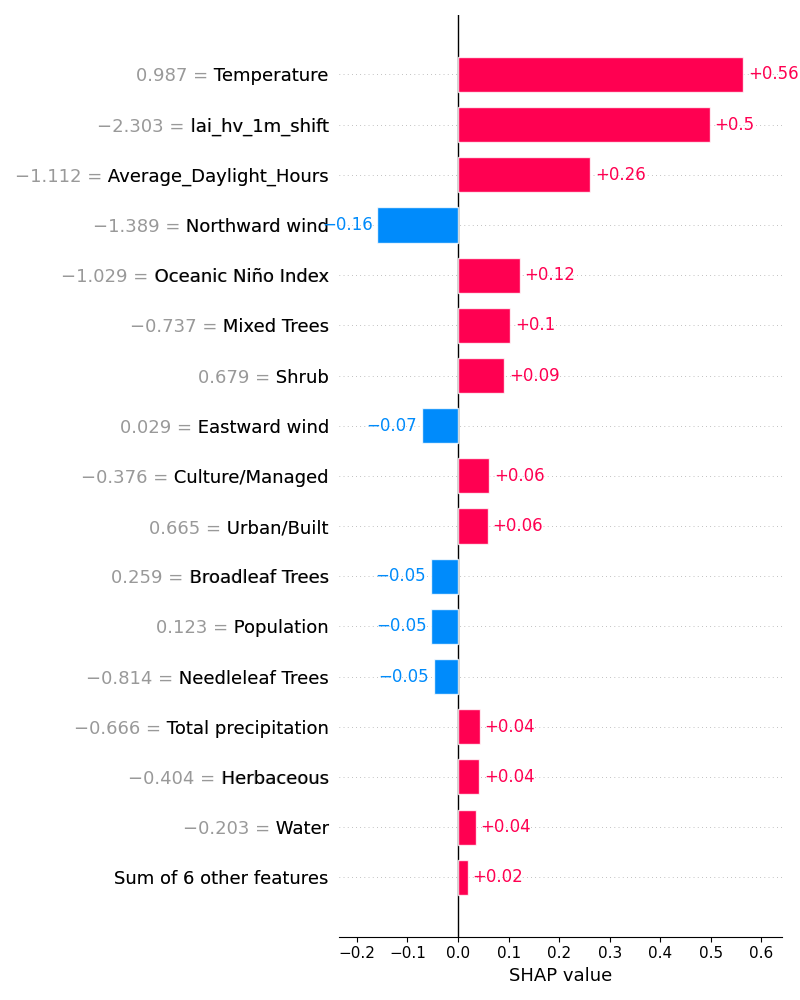 0.987 = Temperature +0.56
−2.303 = lai_hv_1m_shift +0.5
−1.112 = Average_Daylight_Hours +0.26
−1.389 = Northward wind −0.16
−1.029 = Oceanic Niño Index +0.12
−0.737 = Mixed Trees +0.1
0.679 = Shrub +0.09
0.029 = Eastward wind −0.07
−0.376 = Culture/Managed +0.06
0.665 = Urban/Built +0.06
0.259 = Broadleaf Trees −0.05
0.123 = Population −0.05
−0.814 = Needleleaf Trees −0.05
−0.666 = Total precipitation +0.04
−0.404 = Herbaceous +0.04
−0.203 = Water +0.04
Sum of 6 other features +0.02
−0.2 −0.1 0.0 0.1 0.2 0.3 0.4 0.5 0.6
SHAP value